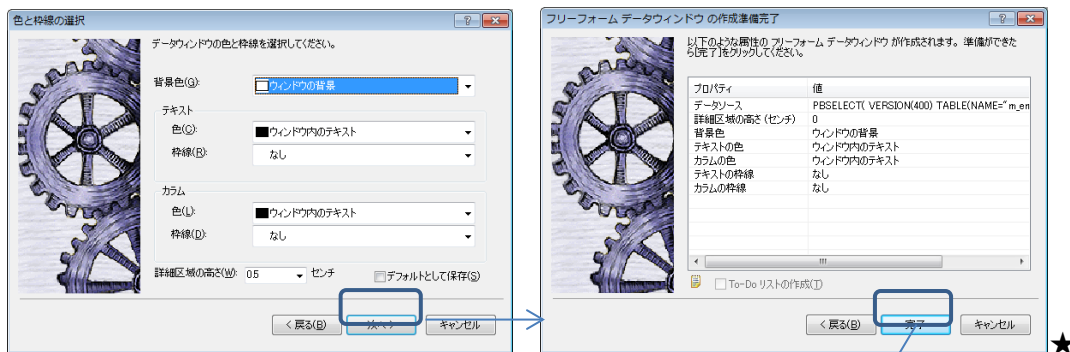 色と枠線の選択
データウィンドウの色と枠線を選択してください。
背景色(G):
ウィンドウの背景
テキスト
色(C):
ウィンドウ内のテキスト
枠線(R):
なし
カラム
色(L):
ウィンドウ内のテキスト
枠線(D):
なし
詳細区域の高さ(W): 0.5 センチ
デフォルトとして保存(S)
< 戻る(B)
次へ >
キャンセル
フリーフォーム データウィンドウ の作成準備完了
以下のような属性の フリーフォーム データウィンドウ が作成されます。 準備ができた
ら[完了]をクリックしてください。
プロパティ 値
データソース PBSELECT( VERSION(400) TABLE(NAME="m_en
詳細区域の高さ (センチ) 0
背景色 ウィンドウの背景
テキストの色 ウィンドウ内のテキスト
カラムの色 ウィンドウ内のテキスト
テキストの枠線 なし
カラムの枠線 なし
To-Do リストの作成(T)
< 戻る(B)
完了
キャンセル
★